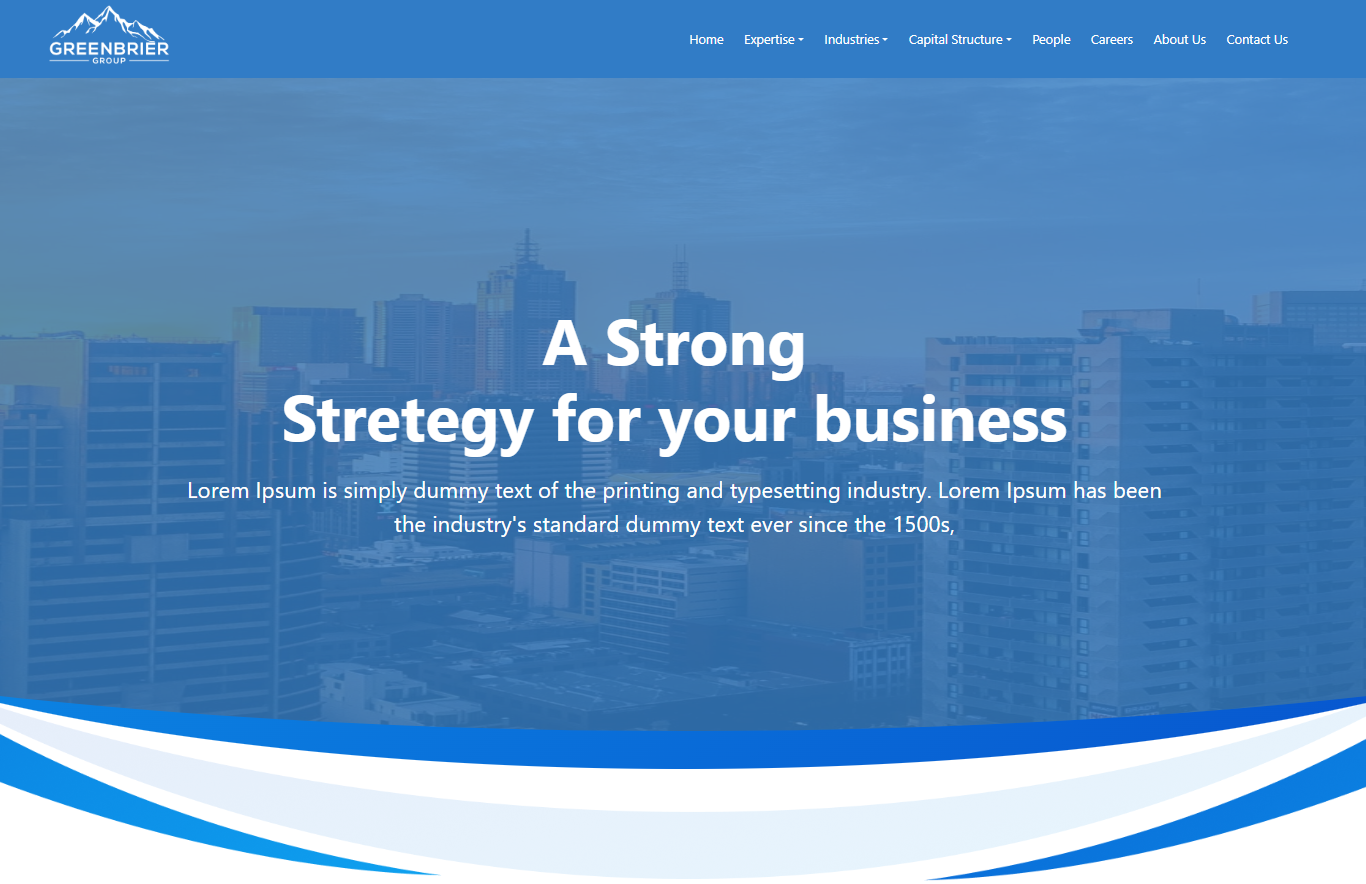 GREENBRIER
GROUP
Home Expertise Industries Capital Structure People Careers About Us Contact Us
A Strong
Stretegy for your business
Lorem Ipsum is simply dummy text of the printing and typesetting industry. Lorem Ipsum has been
the industry's standard dummy text ever since the 1500s,